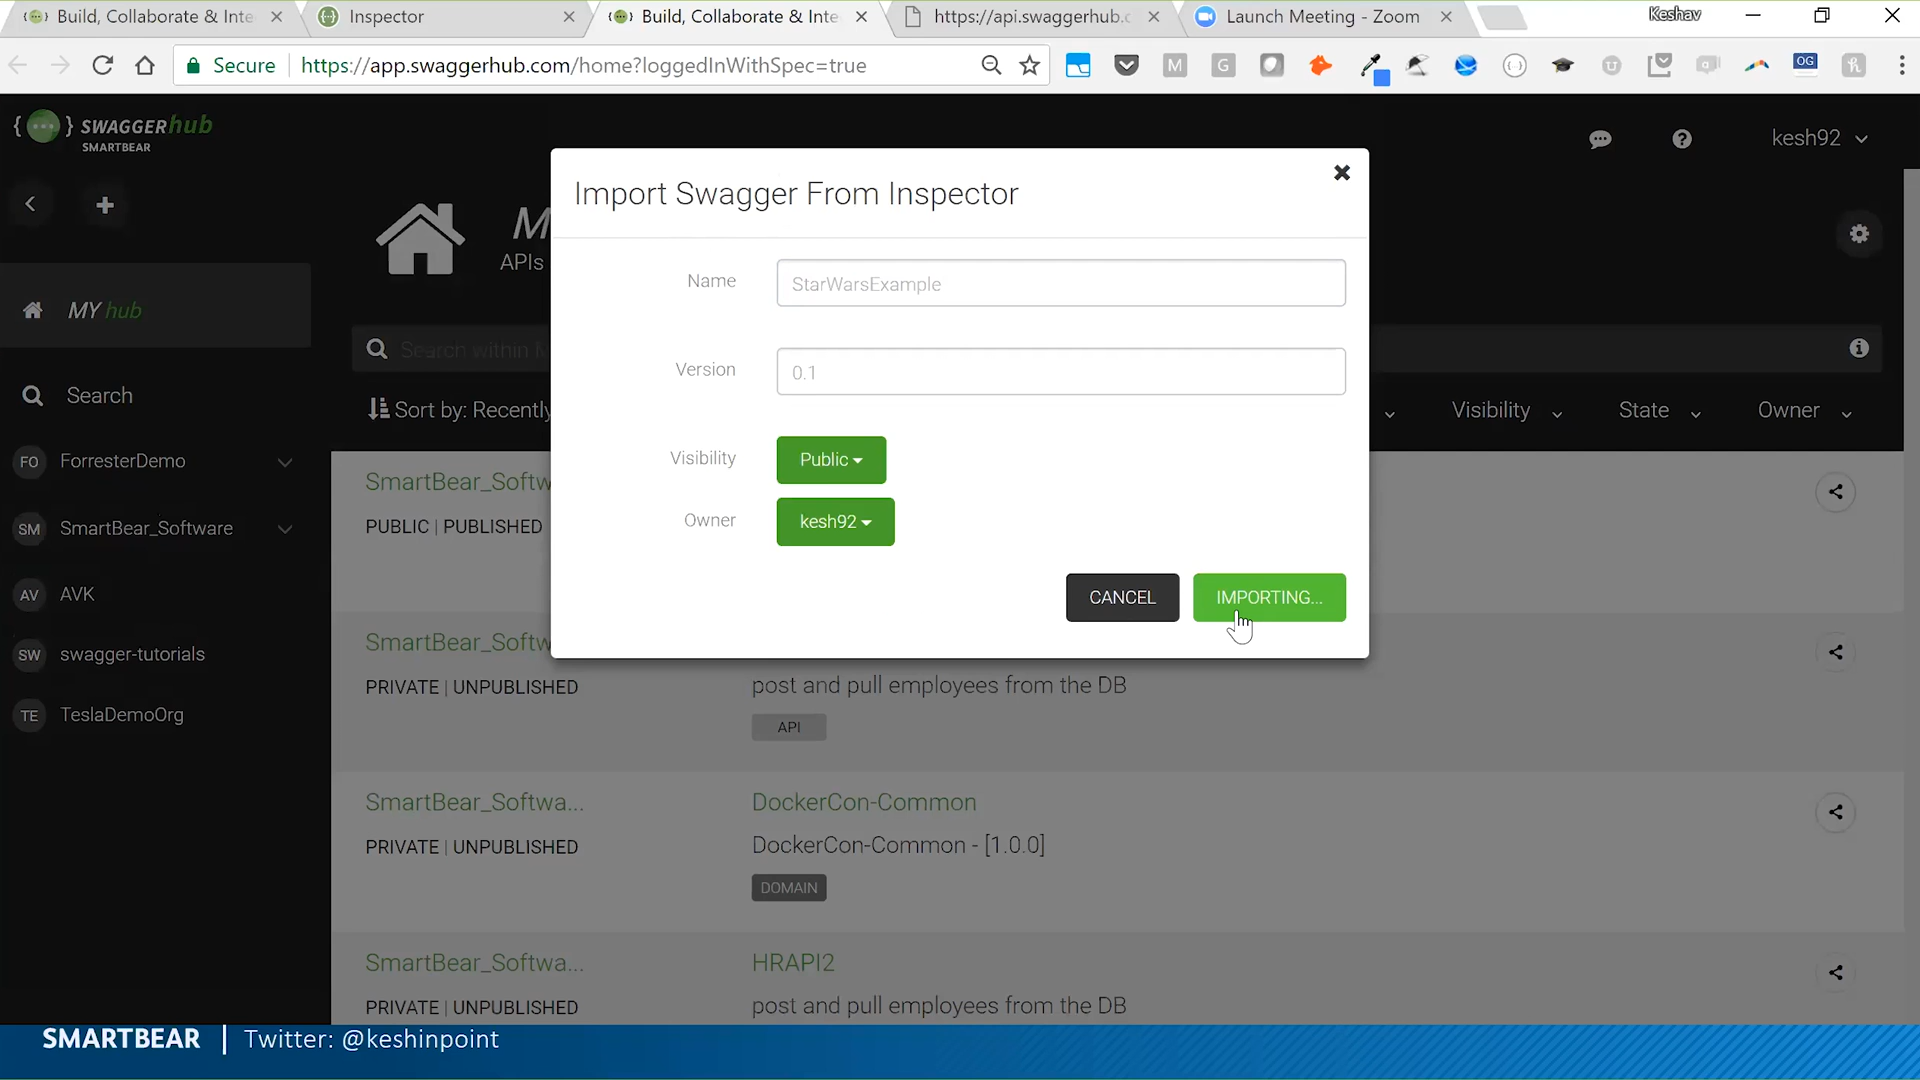 Build, Collaborate & Inte
Inspector
Build, Collaborate & Inte
https://api.swaggerhub.c
Launch Meeting - Zoom
Keshav
Secure
https://app.swaggerhub.com/home?loggedInWithSpec=true
M
G
OG
{ ··· } SWAGGERhub
SMARTBEAR
kesh92
Import Swagger From Inspector
M
APIs
Name
StarWarsExample
MY hub
Search within
Version
0.1
Search
Sort by: Recently
Visibility
State
Owner
Visibility
Public
FO ForresterDemo
SmartBear_Softw
Owner
kesh92
SM SmartBear_Software
PUBLIC | PUBLISHED
AV AVK
CANCEL
IMPORTING...
SW swagger-tutorials
SmartBear_Softw
PRIVATE | UNPUBLISHED
post and pull employees from the DB
API
TE TeslaDemoOrg
SmartBear_Softwa...
DockerCon-Common
PRIVATE | UNPUBLISHED
DockerCon-Common - [1.0.0]
DOMAIN
SmartBear_Softwa...
HRAPI2
PRIVATE | UNPUBLISHED
post and pull employees from the DB
SMARTBEAR | Twitter: @keshinpoint